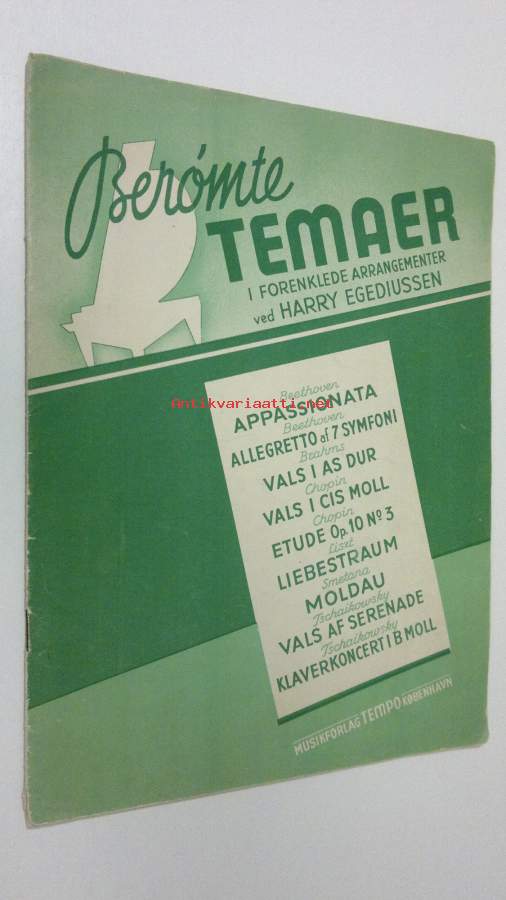 Berómte
TEMAER
I FORENKLEDE ARRANGEMENTER
ved HARRY EGEDIUSSEN
Beethoven
APPASSIONATA
Antikvariaatti.net
Beethoven
ALLEGRETTO af 7 SYMFONI
Brahms
VALS I AS DUR
Chopin
VALS I CIS MOLL
Chopin
ETUDE Op. 10 Nº 3
Liszt
LIEBESTRAUM
Smetana
MOLDAU
Tschaikowsky
VALS AF SERENADE
Tschaikowsky
KLAVERKONCERT I B MOLL
MUSIKFORLAG TEMPO KØBENHAVN